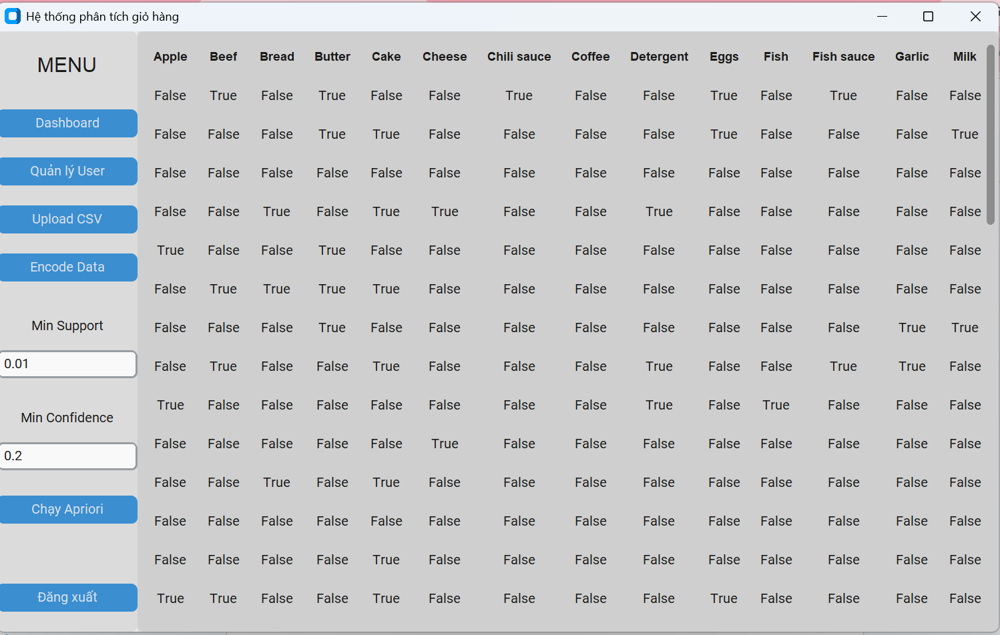 Hệ thống phân tích giỏ hàng
MENU
Dashboard
Quản lý User
Upload CSV
Encode Data
Min Support
0.01
Min Confidence
0.2
Chạy Apriori
Đăng xuất
Apple Beef Bread Butter Cake Cheese Chili sauce Coffee Detergent Eggs Fish Fish sauce Garlic Milk
False True False True False False True False False True False True False False
False False False True True False False False False True False False False True
False False False False False False False False False False False False False False
False False True False True True False False True False False False False False
True False False True False False False False False False False False False False
False True True True True False False False False False False False False False
False False False True False False False False False False False False True True
False True False False True False False False True False False True True False
True False False False False False False False True False True False False False
False False False False False True False False False False False False False False
False False True False True False False False False False False False False False
False False False False False False False False False False False False False False
False False False False True False False False False False False False False False
True True False False True False False False False True False False False False